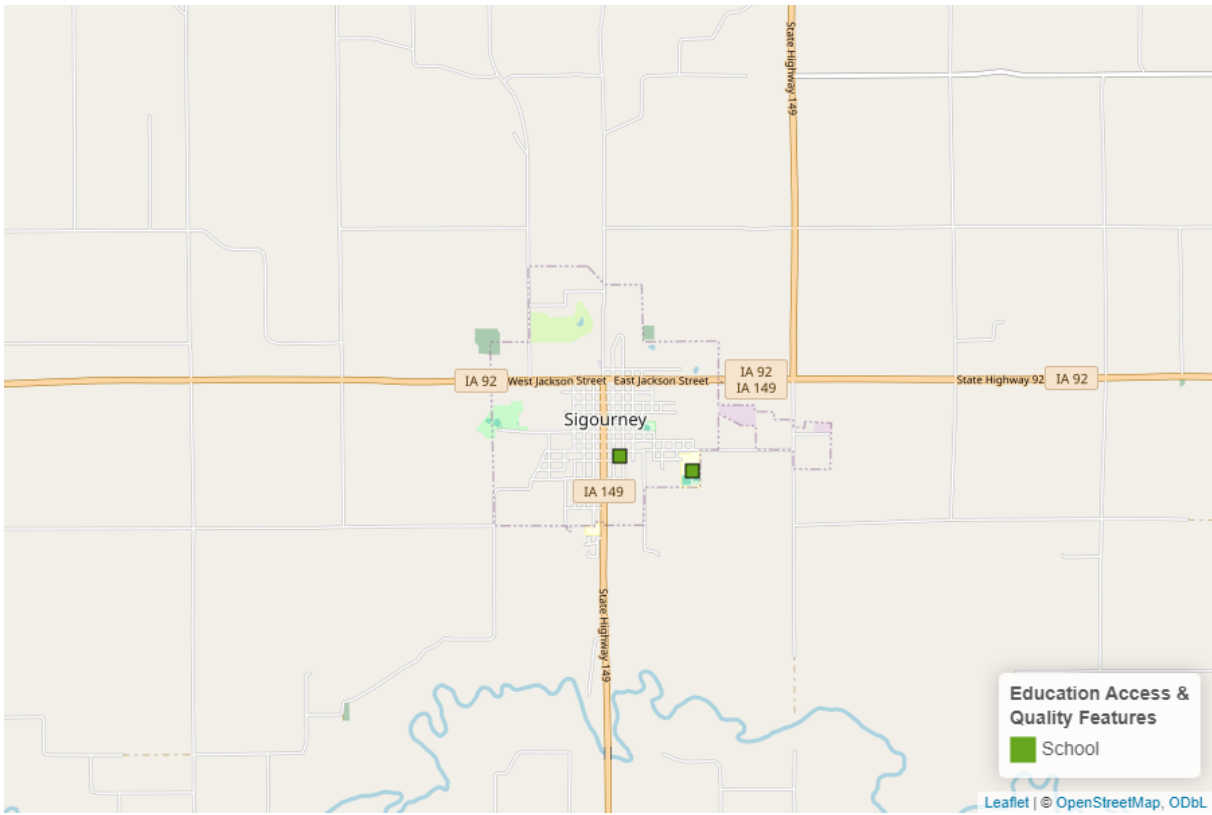 State Highway 149
IA 92
West Jackson Street
East Jackson Street
IA 92
IA 149
State Highway 92
IA 92
Sigourney
IA 149
State Highway 149
Education Access &
Quality Features
School
Leaflet | © OpenStreetMap, ODbL